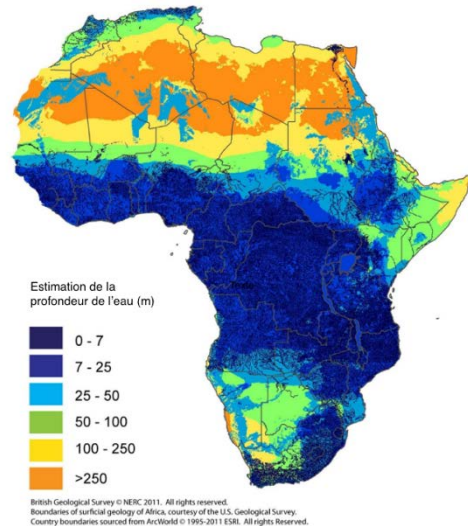 Estimation de la
profondeur de l'eau (m)
0 - 7
7 - 25
25 - 50
50 - 100
100 - 250
>250
British Geological Survey © NERC 2011. All rights reserved.
Boundaries of surficial geology of Africa, courtesy of the U.S. Geological Survey.
Country boundaries sourced from ArcWorld © 1995-2011 ESRI. All rights Reserved.